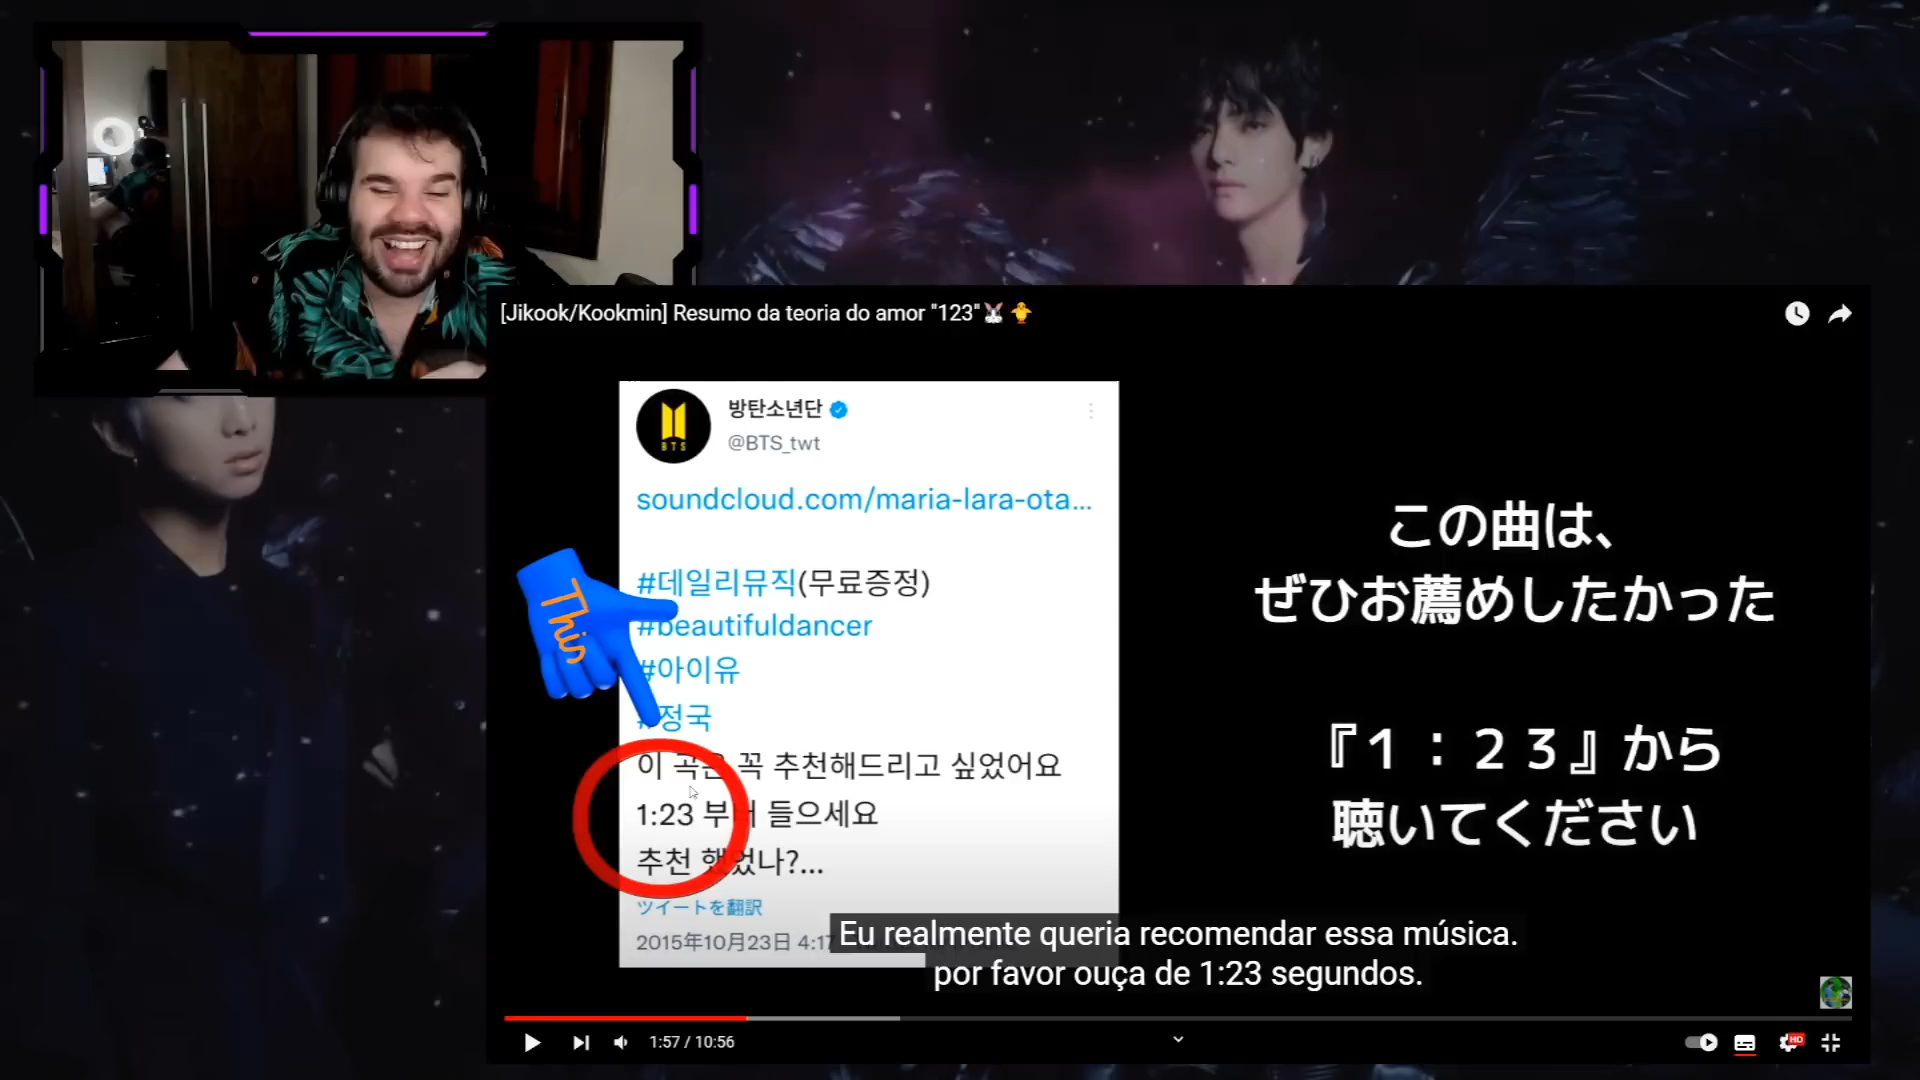 [Jikook/Kookmin] Resumo da teoria do amor "123"🐰🐥
BTS
방탄소년단
@BTS_twt
soundcloud.com/maria-lara-ota...
#데일리뮤직(무료증정)
#beautifuldancer
#아이유
#정국
이 곡은 꼭 추천해드리고 싶었어요
1:23 부터 들으세요
추천 했었나?...
ツイートを翻訳
2015年10月23日 4:17
This
この曲は、
ぜひお薦めしたかった
『1:23』から
聴いてください
Eu realmente queria recomendar essa música.
por favor ouça de 1:23 segundos.
1:57 / 10:56
HD